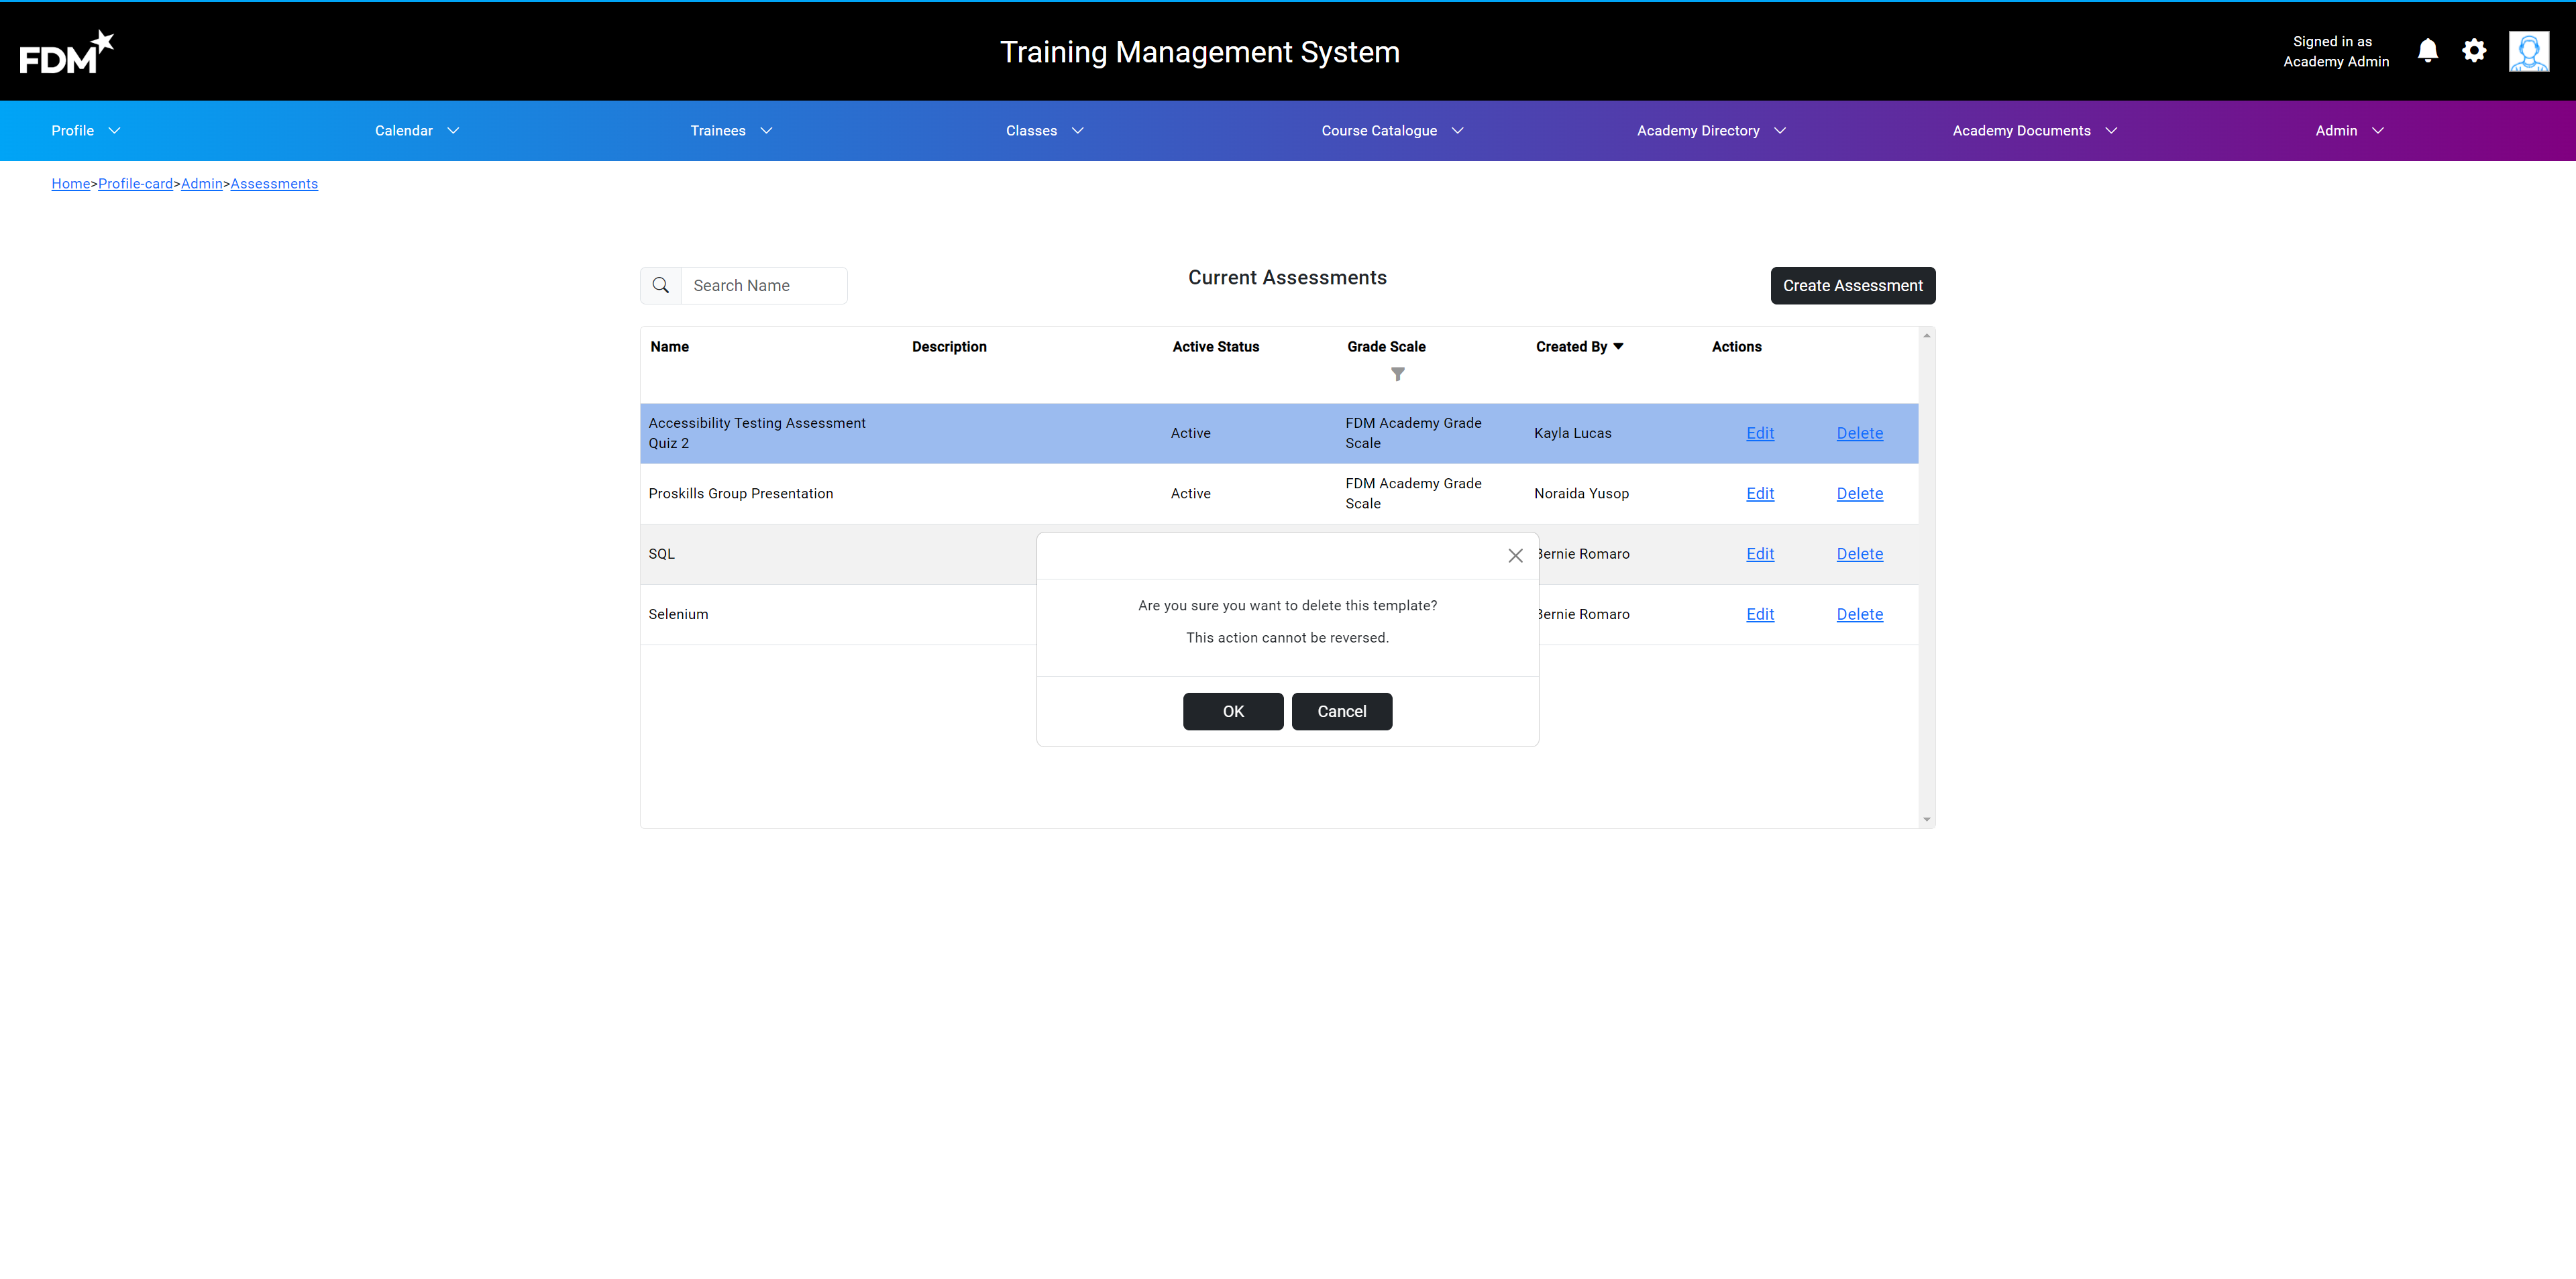 FDM
Training Management System
Signed in as
Academy Admin
Profile
Calendar
Trainees
Classes
Course Catalogue
Academy Directory
Academy Documents
Admin
Home>Profile-card>Admin>Assessments
Search Name
Current Assessments
Create Assessment
Name Description Active Status Grade Scale Created By Actions
Accessibility Testing Assessment
Quiz 2
Active
FDM Academy Grade
Scale
Kayla Lucas
Edit
Delete
Proskills Group Presentation
Active
FDM Academy Grade
Scale
Noraida Yusop
Edit
Delete
SQL
Bernie Romaro
Edit
Delete
Selenium
Bernie Romaro
Edit
Delete
Are you sure you want to delete this template?
This action cannot be reversed.
OK
Cancel